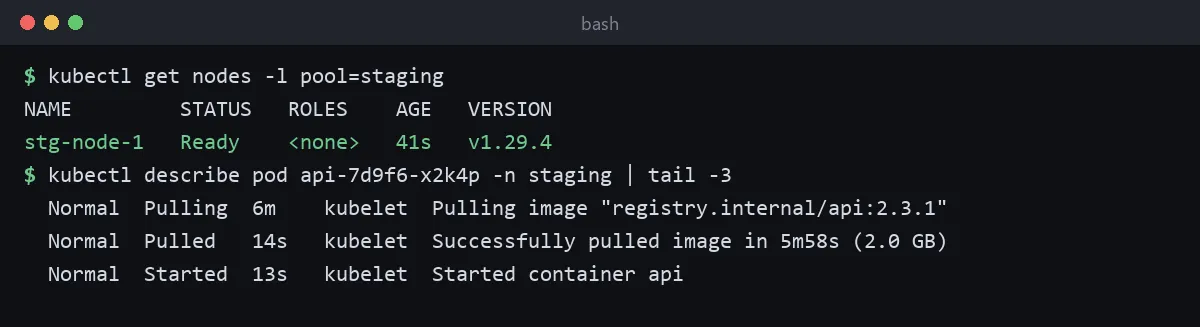 bash
$ kubectl get nodes -l pool=staging
NAME         STATUS   ROLES    AGE   VERSION
stg-node-1   Ready    <none>   41s   v1.29.4
$ kubectl describe pod api-7d9f6-x2k4p -n staging | tail -3
  Normal  Pulling  6m    kubelet  Pulling image "registry.internal/api:2.3.1"
  Normal  Pulled   14s   kubelet  Successfully pulled image in 5m58s (2.0 GB)
  Normal  Started  13s   kubelet  Started container api